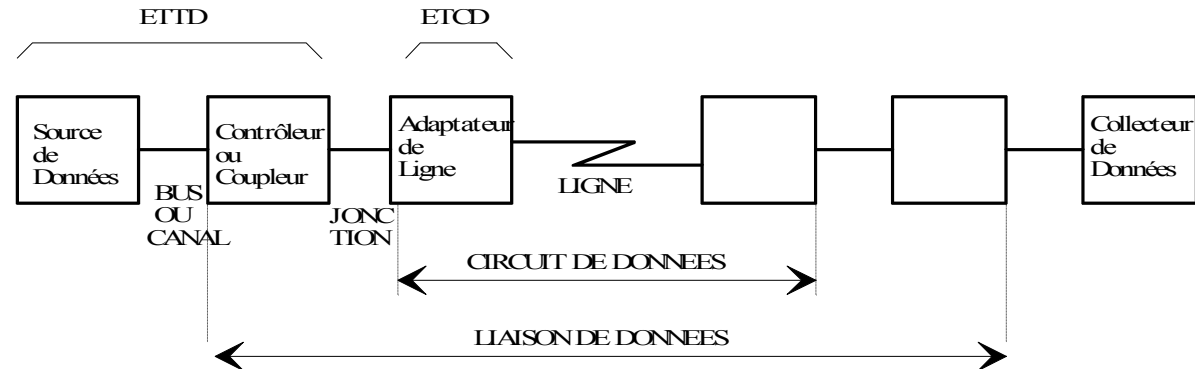 ETTD
ETCD
Source
de
Données
Contrôleur
ou
Coupleur
Adaptateur
de
Ligne
Collecteur
de
Données
BUS
OU
CANAL
JONC
TION
LIGNE
CIRCUIT DE DONNEES
LIAISON DE DONNEES